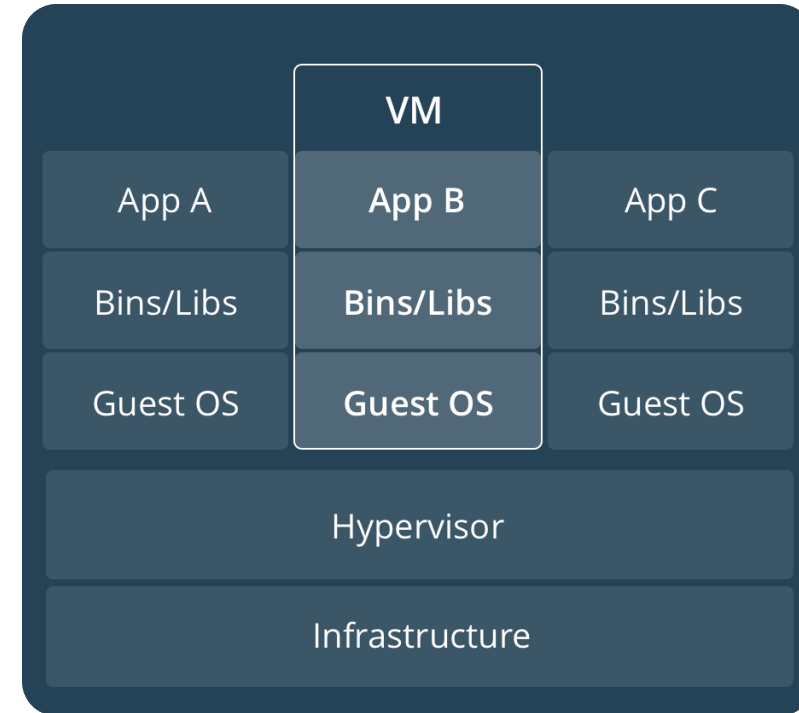 VM
App A
App B
App C
Bins/Libs
Bins/Libs
Bins/Libs
Guest OS
Guest OS
Guest OS
Hypervisor
Infrastructure